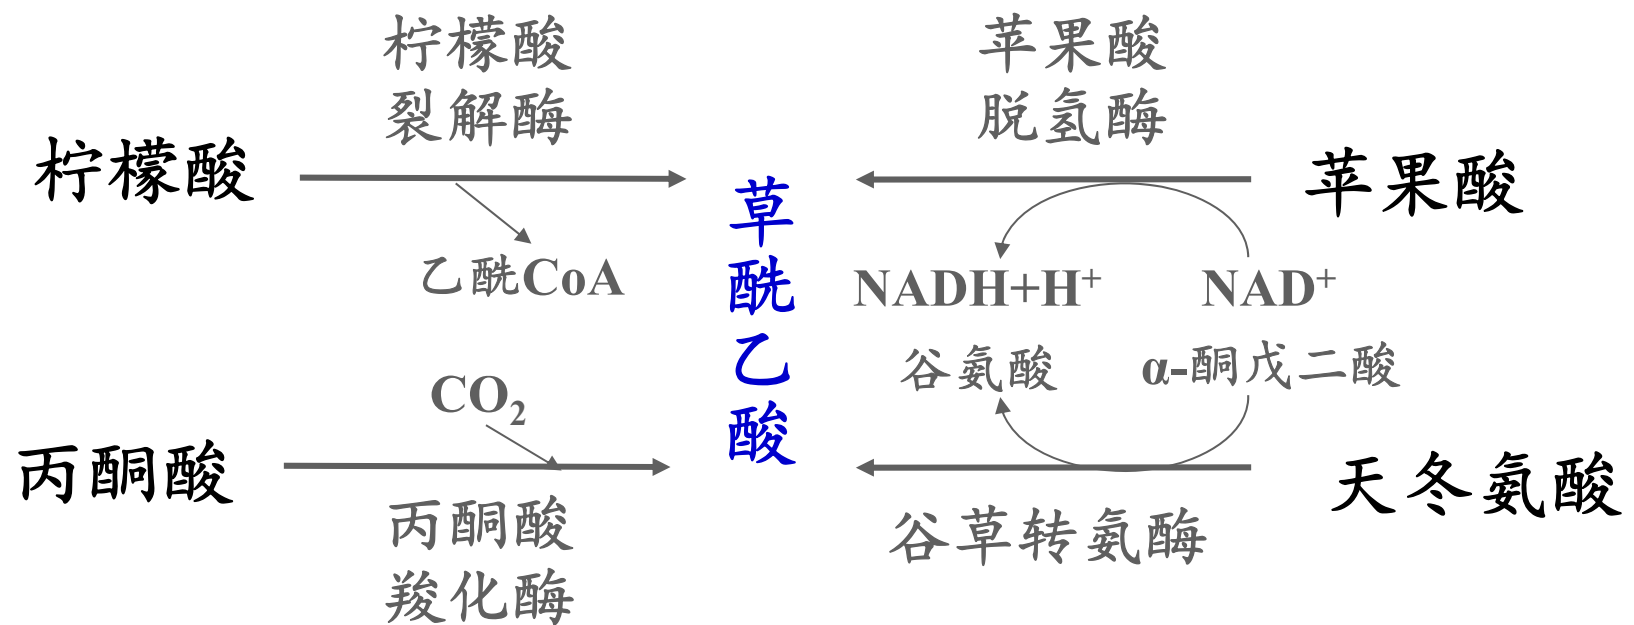 柠檬酸
裂解酶
苹果酸
脱氢酶
柠檬酸
苹果酸
草酰乙酸
乙酰CoA
NADH+H⁺
NAD⁺
谷氨酸
α-酮戊二酸
CO₂
丙酮酸
天冬氨酸
丙酮酸
羧化酶
谷草转氨酶